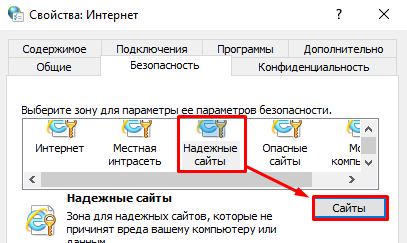 Свойства: Интернет
Содержимое Подключения Программы Дополнительно
Общие Безопасность Конфиденциальность
Выберите зону для параметры ее параметров безопасности.
Интернет Местная интрасеть Надежные сайты Опасные сайты
Надежные сайты
Сайты
Зона для надежных сайтов, которые не
причинят вреда вашему компьютеру или
данным.